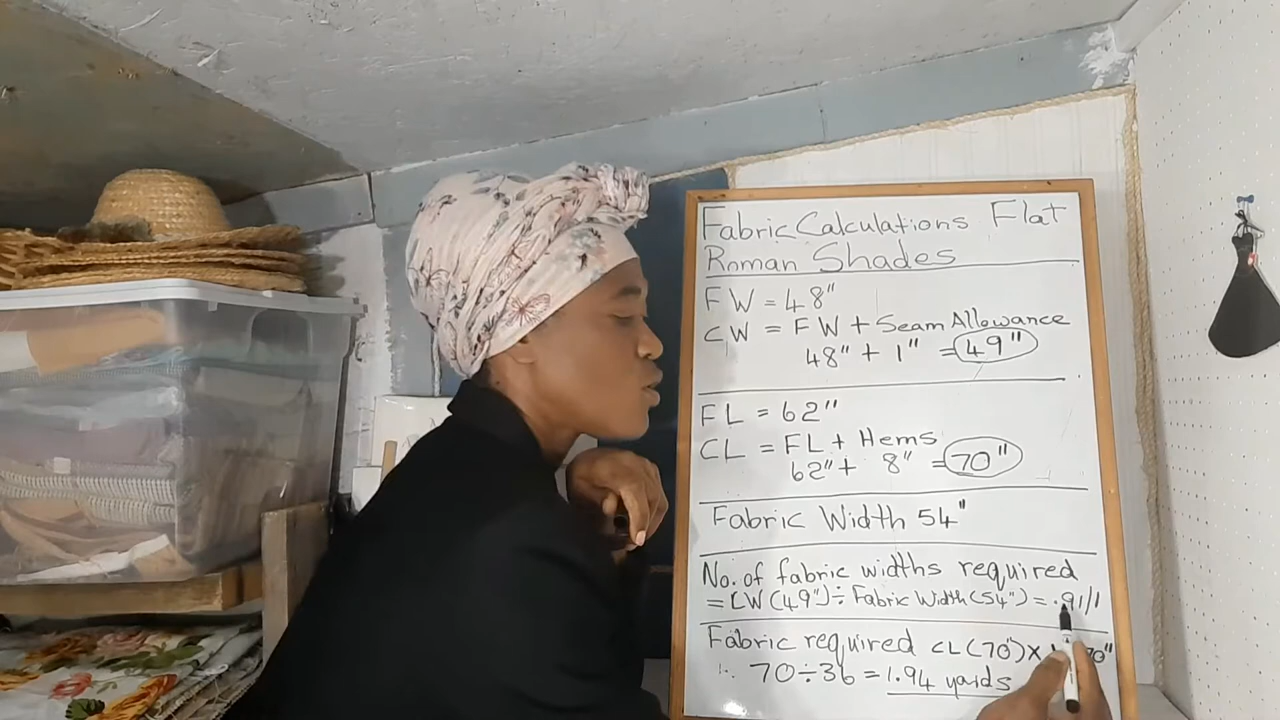 Fabric Calculations Flat
Roman Shades
FW = 48"
CW = FW + Seam Allowance
48" + 1" = 49"
FL = 62"
CL = FL + Hems
62" + 8" = 70"
Fabric Width 54"
No. of fabric widths required
= CW (49") ÷ Fabric Width (54") = .91/1
Fabric required CL (70") X 70"
∴ 70 ÷ 36 = 1.94 yards